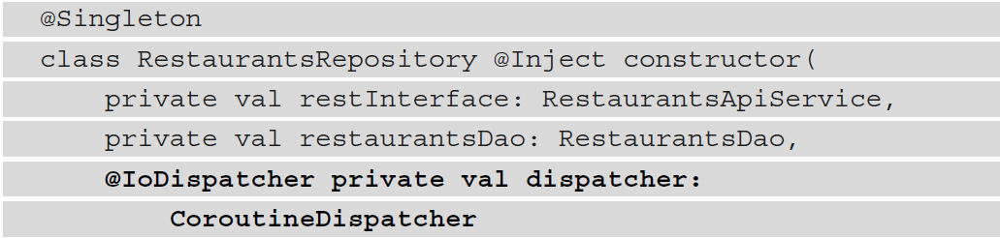 @Singleton
class RestaurantsRepository @Inject constructor(
    private val restInterface: RestaurantsApiService,
    private val restaurantsDao: RestaurantsDao,
    @IoDispatcher private val dispatcher:
        CoroutineDispatcher